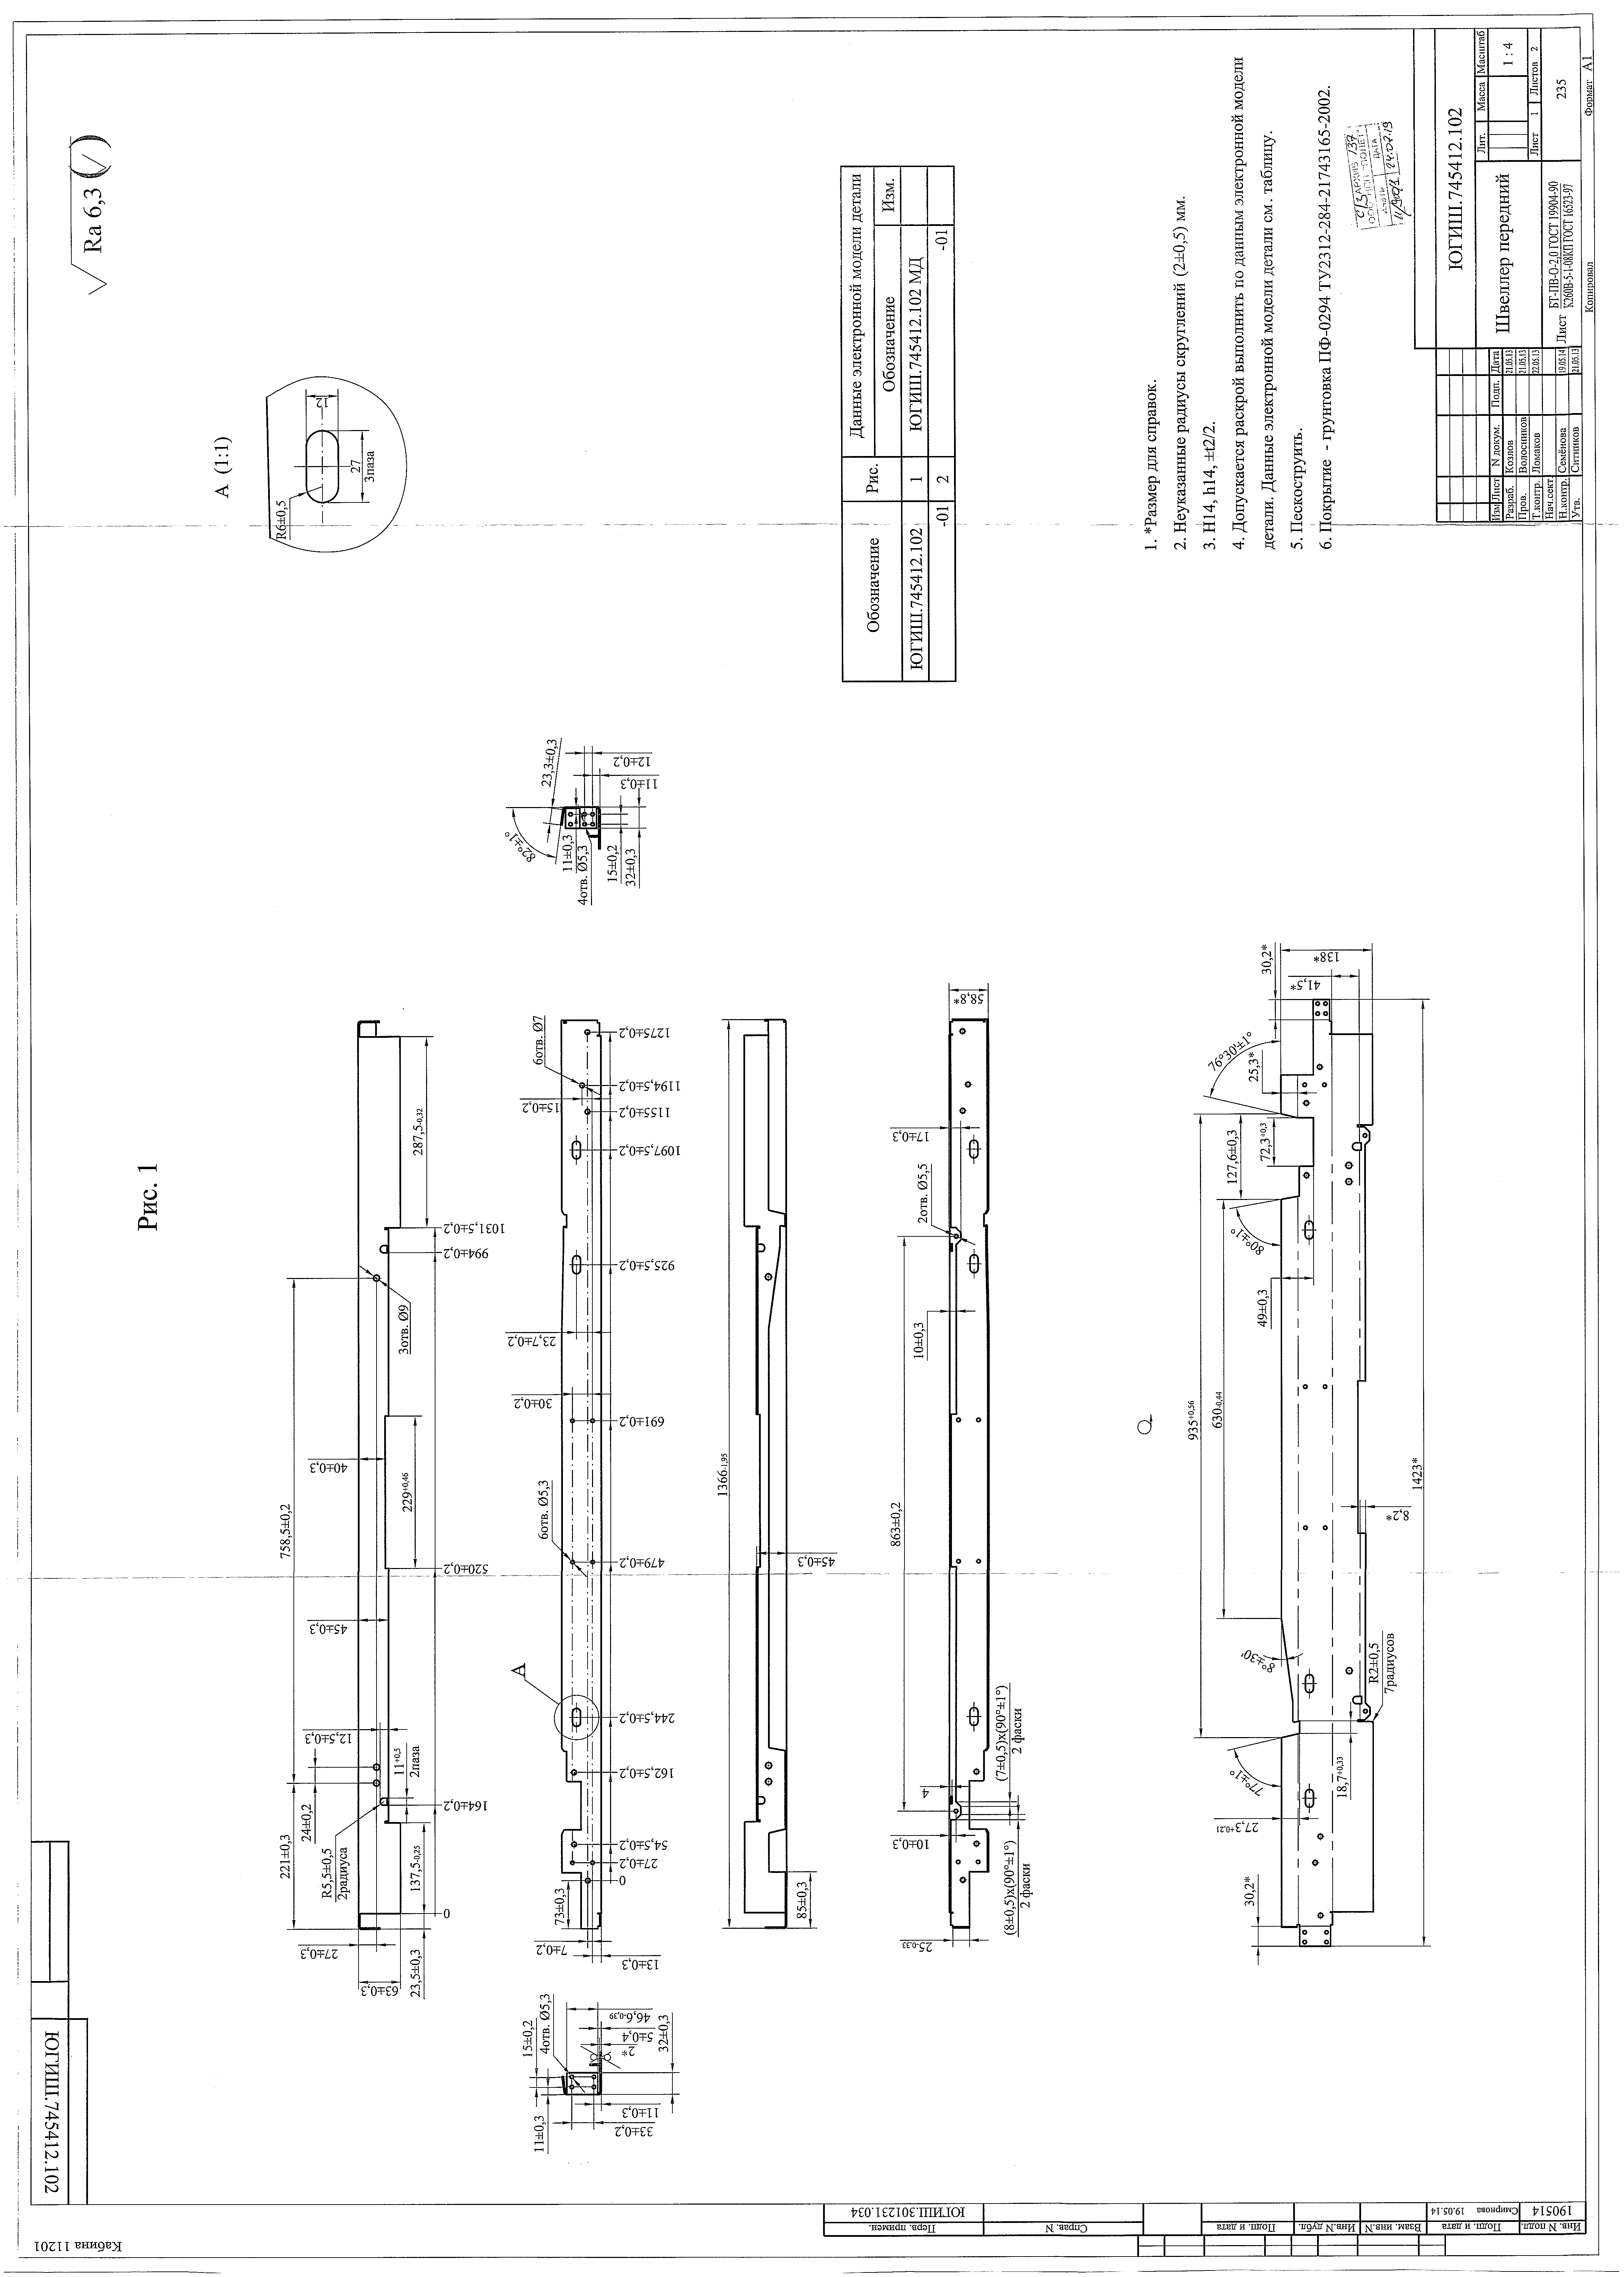 ЮГИШ.745412.102
Кабина 11201
Рис. 1
Ra 6,3 (√)
221±0,3
24±0,2
758,5±0,2
R5,5±0,5
2радиуса
27±0,3
63±0,3
23,5±0,3
137,5-0,25
12,5±0,3
11+0,5
2паза
45±0,3
40±0,3
229+0,46
3отв. Ø9
287,5-0,32
0
164±0,2
520±0,2
994±0,2
1031,5±0,2
15±0,2
4отв. Ø5,3
11±0,3
33±0,2
11±0,3
46,6-0,39
5±0,4
2*
32±0,3
73±0,3
7±0,2
13±0,3
А
6отв. Ø5,3
30±0,2
23,7±0,2
15±0,2
6отв. Ø7
0
27±0,2
54,5±0,2
162,5±0,2
244,5±0,2
479±0,2
691±0,2
925,5±0,2
1097,5±0,2
1155±0,2
1194,5±0,2
1275±0,2
82°±1°
23,3±0,3
11±0,3
4отв. Ø5,3
15±0,2
32±0,3
12±0,2
11±0,3
А (1:1)
R6±0,5
12
27
3паза
1366-1,95
85±0,3
45±0,3
863±0,2
25-0,33
10±0,3
4
(8±0,5)х(90°±1°)
2 фаски
(7±0,5)х(90°±1°)
2 фаски
10±0,3
2отв. Ø5,5
17±0,3
58,8*
935+0,56
630-0,44
127,6±0,3
72,3+0,3
30,2*
27,3+0,21
77°±1°
18,7+0,33
8°±30'
R2±0,5
7радиусов
8,2*
49±0,3
80°±1°
76°30'±1°
25,3*
30,2*
41,5*
138*
1423*
Обозначение
Рис.
Данные электронной модели детали
Обозначение
Изм.
ЮГИШ.745412.102
1
ЮГИШ.745412.102 МД
-01
2
-01
1. *Размер для справок.
2. Неуказанные радиусы скруглений (2±0,5) мм.
3. H14, h14, ±t2/2.
4. Допускается раскрой выполнить по данным электронной модели
детали. Данные электронной модели детали см. таблицу.
5. Пескоструить.
6. Покрытие - грунтовка ПФ-0294 ТУ2312-284-21743165-2002.
АРХИВ 137
ДАТА
24.07.19
ЮГИШ.745412.102
Изм Лист N докум. Подп. Дата
Разраб. Козлов 21.05.13
Пров. Волосников 21.05.13
Т.контр. Ломаков 22.05.13
Нач.сект.
Н.контр. Семёнова 19.05.14
Утв. Ситников 21.05.13
Швеллер передний
Лит. Масса Масштаб
1 : 4
Лист 1 Листов 2
Лист БТ-ПВ-О-2,0 ГОСТ 19904-90
К260В-5-1-08КП ГОСТ 16523-97
235
Копировал
Формат А1
Перв. примен.
ЮГИШ.301231.034
Справ. N
Подп. и дата
Инв.N дубл.
Взам. инв.N
Подп. и дата
Смирнова 19.05.14
Инв. N подл.
190514